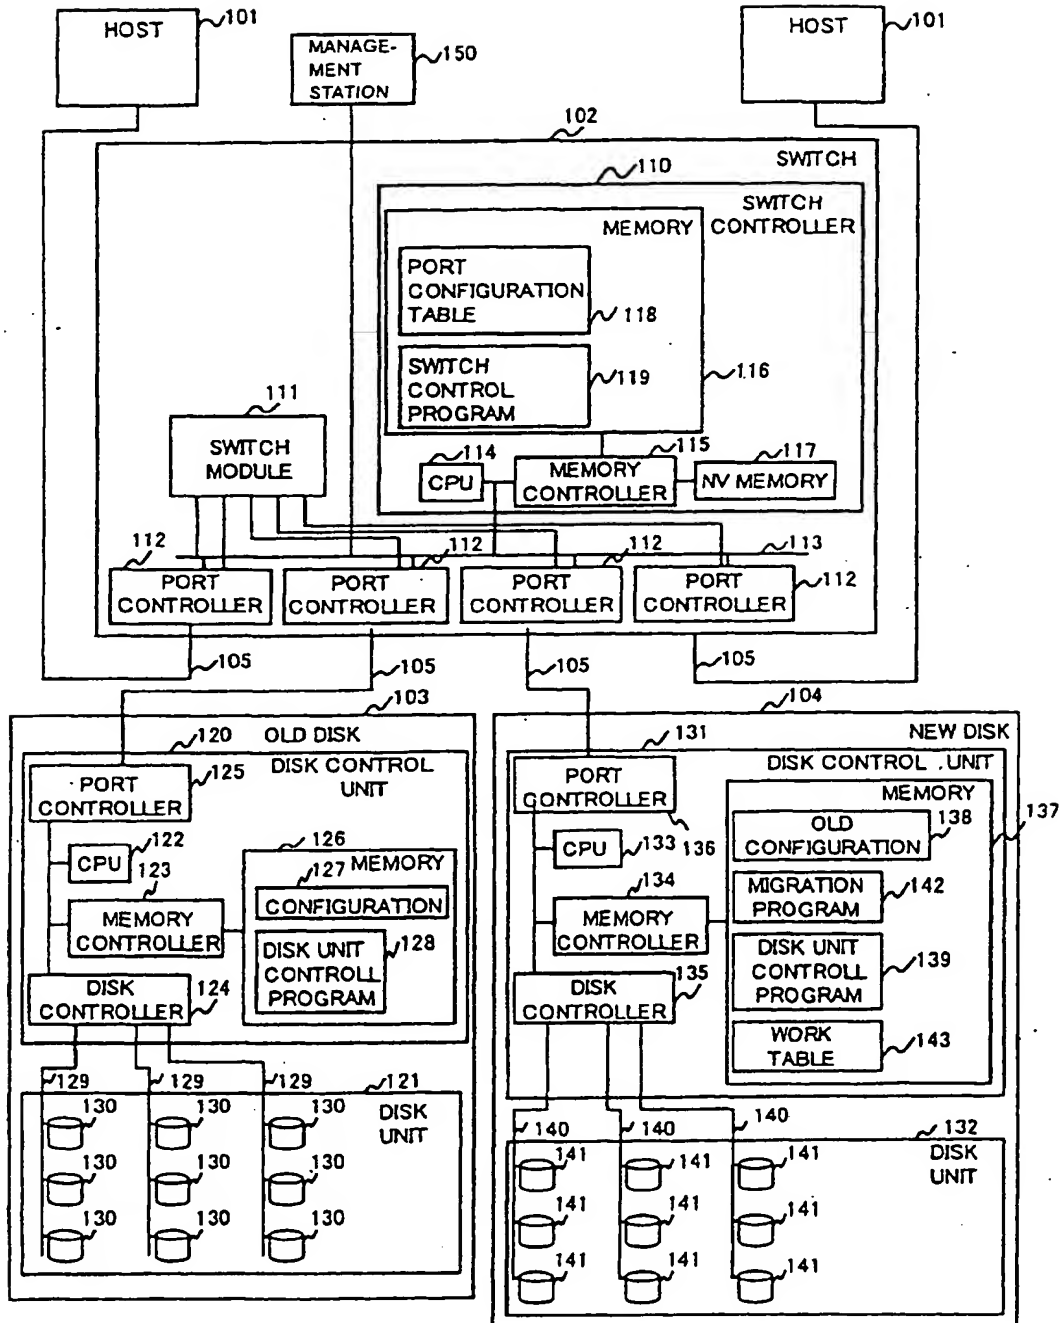 HOST
101
MANAGE-
MENT
STATION
150
HOST
101
102
SWITCH
110
SWITCH
CONTROLLER
MEMORY
PORT
CONFIGURATION
TABLE
118
SWITCH
CONTROL
PROGRAM
119
116
111
SWITCH
MODULE
114
CPU
115
MEMORY
CONTROLLER
117
NV MEMORY
113
112
PORT
CONTROLLER
112
PORT
CONTROLLER
112
PORT
CONTROLLER
112
PORT
CONTROLLER
105
105
105
105
103
OLD DISK
120
DISK CONTROL
UNIT
125
PORT
CONTROLLER
122
CPU
123
MEMORY
CONTROLLER
126
MEMORY
127
CONFIGURATION
DISK UNIT
CONTROLL
PROGRAM
128
DISK
CONTROLLER
124
129
129
129
121
DISK
UNIT
130
130
130
130
130
130
130
130
130
104
NEW DISK
131
DISK CONTROL UNIT
PORT
CONTROLLER
136
CPU
133
134
MEMORY
CONTROLLER
MEMORY
137
OLD
CONFIGURATION
138
MIGRATION
PROGRAM
142
DISK UNIT
CONTROLL
PROGRAM
139
WORK
TABLE
143
DISK
CONTROLLER
135
140
140
140
132
DISK
UNIT
141
141
141
141
141
141
141
141
141